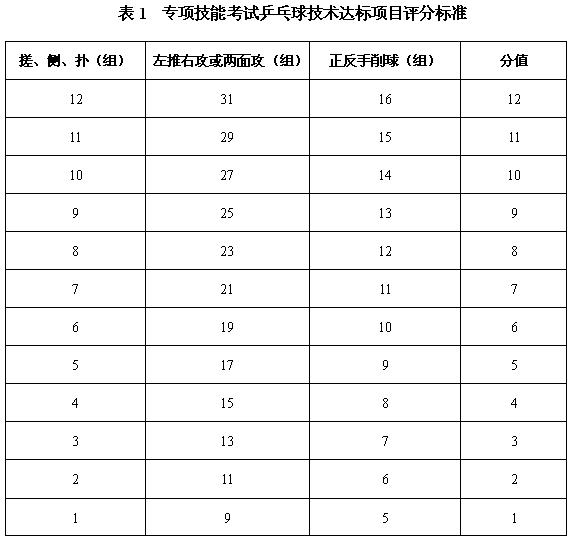 表 1 专项技能考试乒乓球技术达标项目评分标准
搓、侧、扑（组） 左推右攻或两面攻（组） 正反手削球（组） 分值
12 31 16 12
11 29 15 11
10 27 14 10
9 25 13 9
8 23 12 8
7 21 11 7
6 19 10 6
5 17 9 5
4 15 8 4
3 13 7 3
2 11 6 2
1 9 5 1